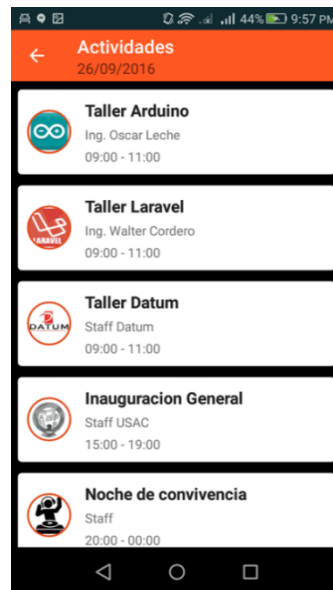 44% 9:57 PM
Actividades
26/09/2016
Taller Arduino
Ing. Oscar Leche
09:00 - 11:00
LARAVEL
Taller Laravel
Ing. Walter Cordero
09:00 - 11:00
DATUM
Taller Datum
Staff Datum
09:00 - 11:00
Inauguracion General
Staff USAC
15:00 - 19:00
Noche de convivencia
Staff
20:00 - 00:00